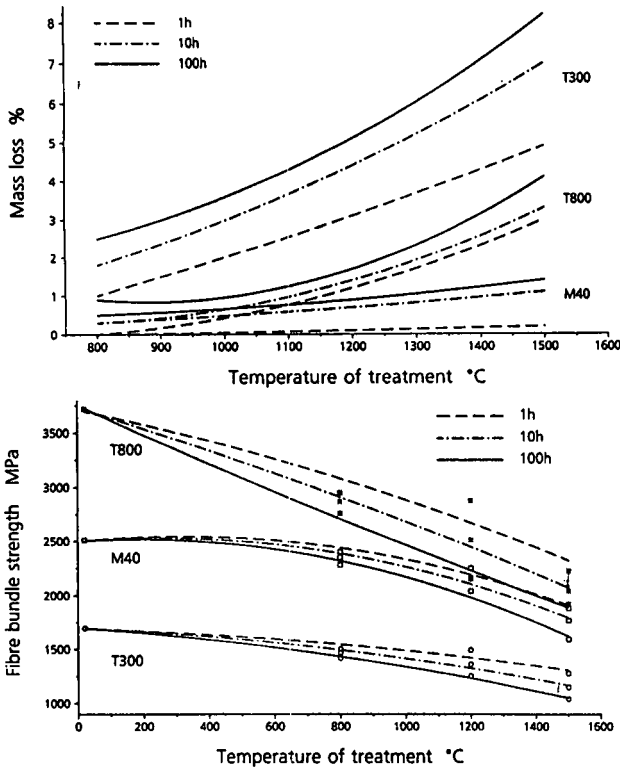 8
7
6
5
4
3
2
1
0
Mass loss %
1h
10h
100h
T300
T800
M40
800 900 1000 1100 1200 1300 1400 1500 1600
Temperature of treatment °C
3500
3000
2500
2000
1500
1000
Fibre bundle strength MPa
1h
10h
100h
T800
M40
T300
0 200 400 600 800 1000 1200 1400 1600
Temperature of treatment °C